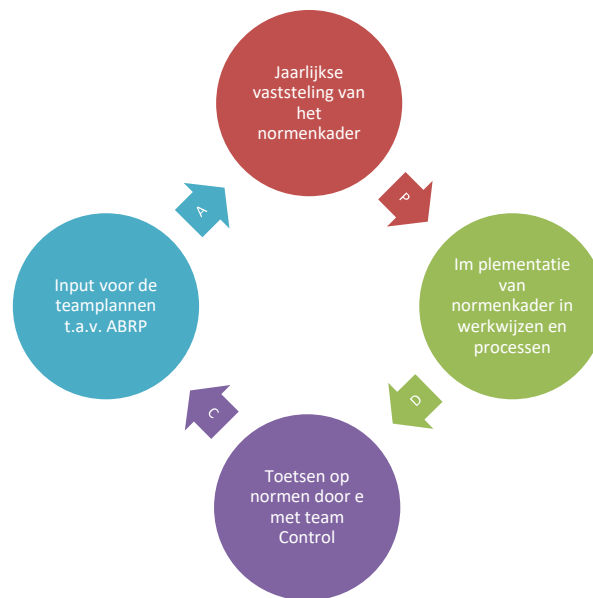 Jaarlijkse
vaststeling van
het
normenkader
P
Im plementatie
van
normenkader in
werkwijzen en
processen
D
Toetsen op
normen door e
met team
Control
C
Input voor de
teamplannen
t.a.v. ABRP
A